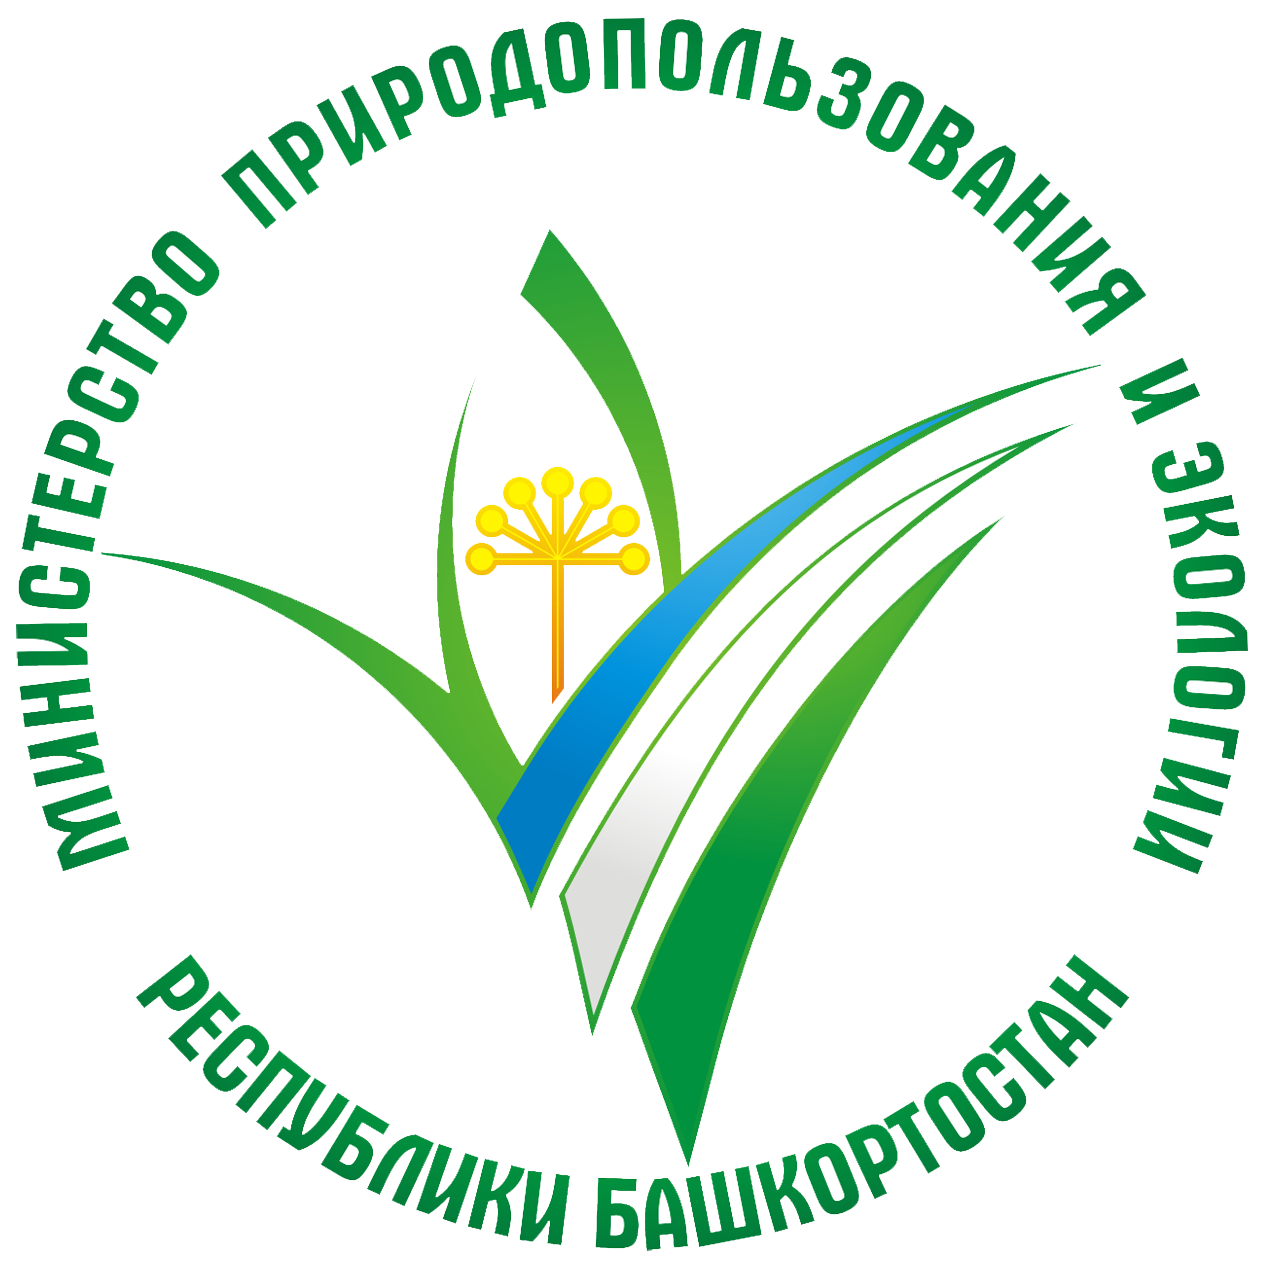 МИНИСТЕРСТВО ПРИРОДОПОЛЬЗОВАНИЯ И ЭКОЛОГИИ
РЕСПУБЛИКИ БАШКОРТОСТАН